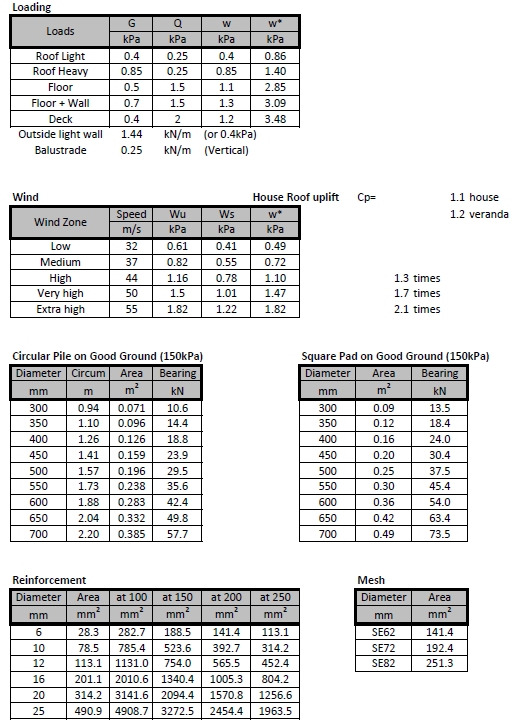 Loading
Loads G Q w w*
kPa kPa kPa kPa
Roof Light 0.4 0.25 0.4 0.86
Roof Heavy 0.85 0.25 0.85 1.40
Floor 0.5 1.5 1.1 2.85
Floor + Wall 0.7 1.5 1.3 3.09
Deck 0.4 2 1.2 3.48
Outside light wall 1.44 kN/m (or 0.4kPa)
Balustrade 0.25 kN/m (Vertical)
Wind House Roof uplift Cp= 1.1 house
1.2 veranda
Wind Zone Speed Wu Ws w*
m/s kPa kPa kPa
Low 32 0.61 0.41 0.49
Medium 37 0.82 0.55 0.72
High 44 1.16 0.78 1.10 1.3 times
Very high 50 1.5 1.01 1.47 1.7 times
Extra high 55 1.82 1.22 1.82 2.1 times
Circular Pile on Good Ground (150kPa) Square Pad on Good Ground (150kPa)
Diameter Circum Area Bearing Diameter Area Bearing
mm m m² kN mm m² kN
300 0.94 0.071 10.6 300 0.09 13.5
350 1.10 0.096 14.4 350 0.12 18.4
400 1.26 0.126 18.8 400 0.16 24.0
450 1.41 0.159 23.9 450 0.20 30.4
500 1.57 0.196 29.5 500 0.25 37.5
550 1.73 0.238 35.6 550 0.30 45.4
600 1.88 0.283 42.4 600 0.36 54.0
650 2.04 0.332 49.8 650 0.42 63.4
700 2.20 0.385 57.7 700 0.49 73.5
Reinforcement Mesh
Diameter Area at 100 at 150 at 200 at 250 Diameter Area
mm mm² mm² mm² mm² mm² mm mm²
6 28.3 282.7 188.5 141.4 113.1 SE62 141.4
10 78.5 785.4 523.6 392.7 314.2 SE72 192.4
12 113.1 1131.0 754.0 565.5 452.4 SE82 251.3
16 201.1 2010.6 1340.4 1005.3 804.2
20 314.2 3141.6 2094.4 1570.8 1256.6
25 490.9 4908.7 3272.5 2454.4 1963.5